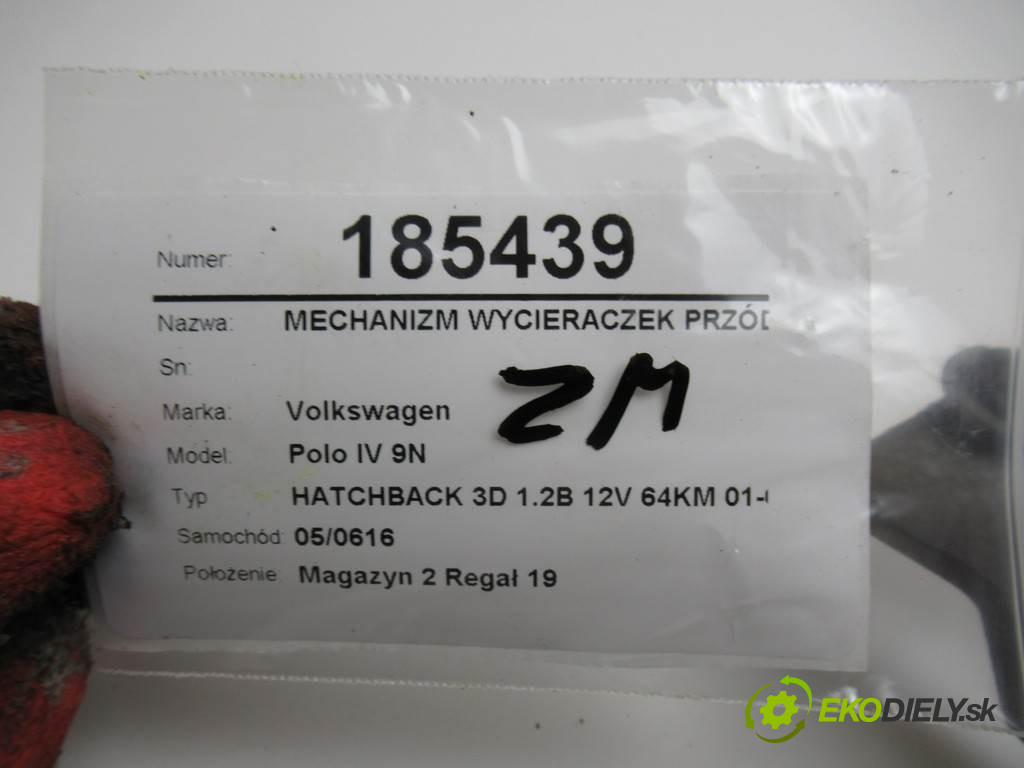 Numer: 185439
Nazwa: MECHANIZM WYCIERACZEK PRZÓD
Sn:
ZM
Marka: Volkswagen
Model: Polo IV 9N
Typ HATCHBACK 3D 1.2B 12V 64KM 01-
Samochód: 05/0616
Położenie: Magazyn 2 Regał 19
EKODIELY.sk